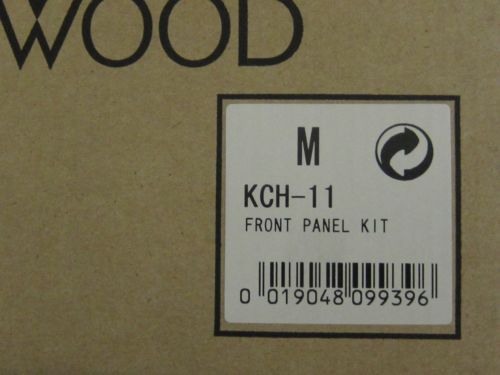 WOOD
M
KCH-11
FRONT PANEL KIT
0 019048 099396